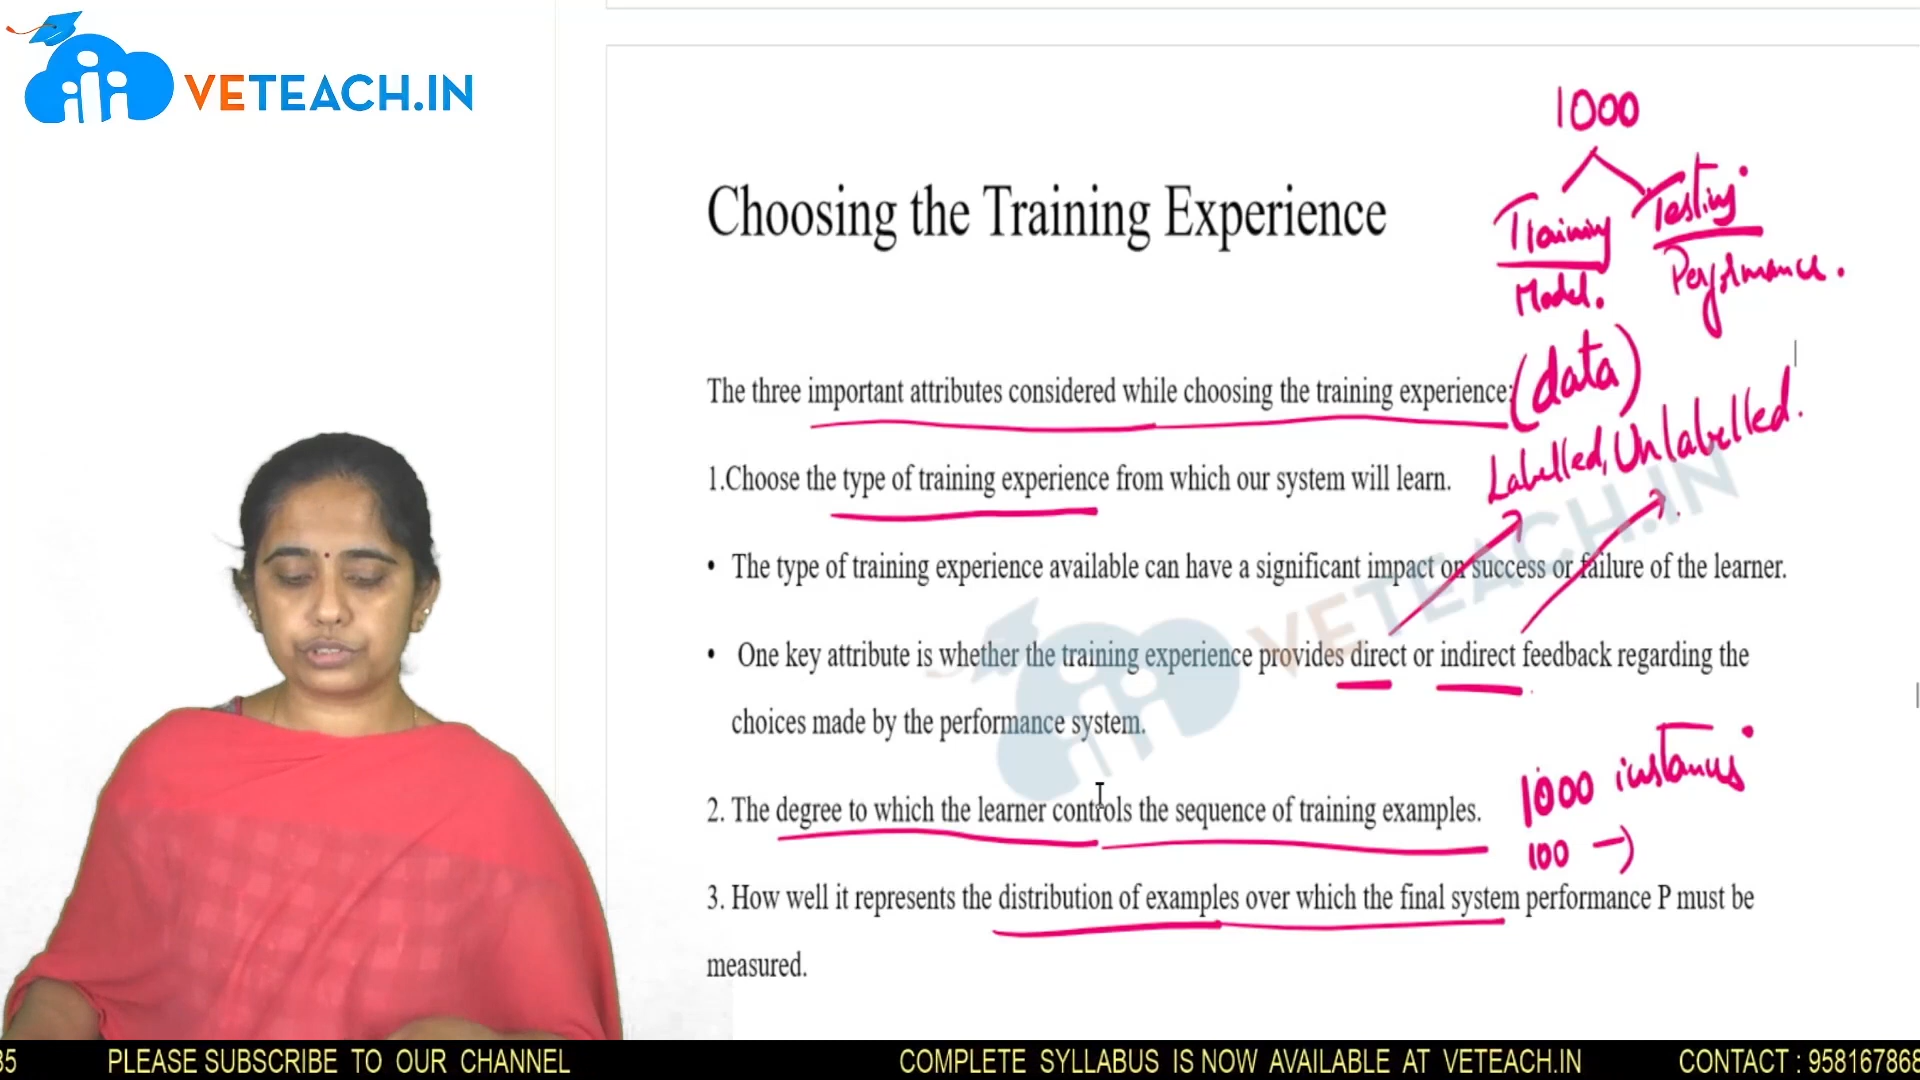 VETEACH.IN
1000
Choosing the Training Experience
Training Testing
Model. Performance.
The three important attributes considered while choosing the training experience:
(data)
Labelled, Unlabelled.
1.Choose the type of training experience from which our system will learn.
• The type of training experience available can have a significant impact on success or failure of the learner.
• One key attribute is whether the training experience provides direct or indirect feedback regarding the
choices made by the performance system.
VETEACH.IN
1000 instances
2. The degree to which the learner controls the sequence of training examples.
100 →
3. How well it represents the distribution of examples over which the final system performance P must be
measured.
35 PLEASE SUBSCRIBE TO OUR CHANNEL COMPLETE SYLLABUS IS NOW AVAILABLE AT VETEACH.IN CONTACT : 958167868